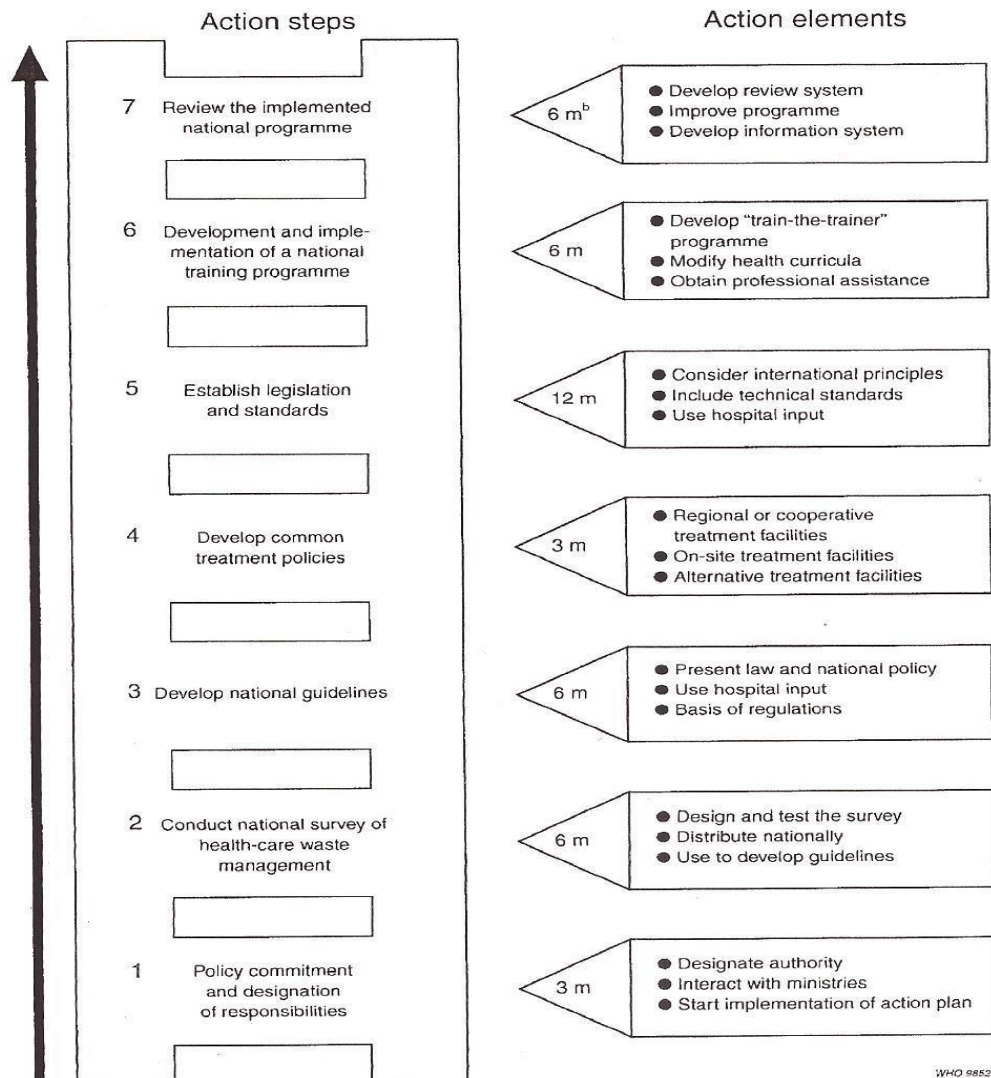 Action steps
Action elements
7 Review the implemented
national programme
6 mᵇ
● Develop review system
● Improve programme
● Develop information system
6 Development and imple-
mentation of a national
training programme
6 m
● Develop “train-the-trainer”
programme
● Modify health curricula
● Obtain professional assistance
5 Establish legislation
and standards
12 m
● Consider international principles
● Include technical standards
● Use hospital input
4 Develop common
treatment policies
3 m
● Regional or cooperative
treatment facilities
● On-site treatment facilities
● Alternative treatment facilities
3 Develop national guidelines
6 m
● Present law and national policy
● Use hospital input
● Basis of regulations
2 Conduct national survey of
health-care waste
management
6 m
● Design and test the survey
● Distribute nationally
● Use to develop guidelines
1 Policy commitment
and designation
of responsibilities
3 m
● Designate authority
● Interact with ministries
● Start implementation of action plan
WHO 9852